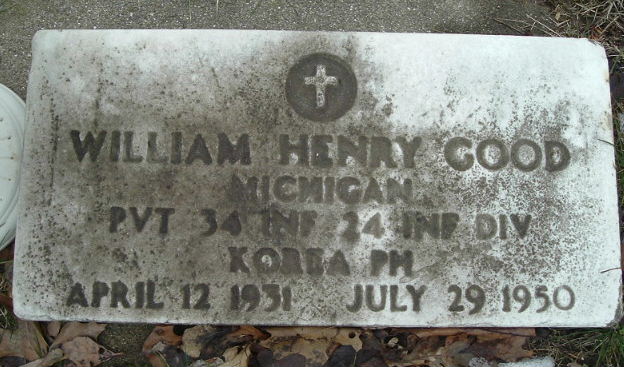 WILLIAM HENRY GOOD
MICHIGAN
PVT 34 INF 24 INF DIV
KOREA PH
APRIL 12 1931 JULY 29 1950